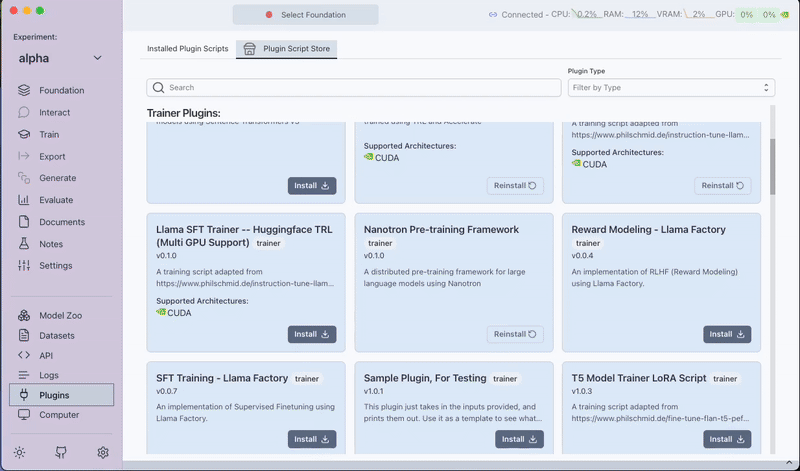 Experiment:
alpha
Foundation
Interact
Train
Export
Generate
Evaluate
Documents
Notes
Settings
Model Zoo
Datasets
API
Logs
Plugins
Computer
Select Foundation
Connected - CPU: 0.2% RAM: 12% VRAM: 2% GPU: 0% 0%
Installed Plugin Scripts
Plugin Script Store
Search
Plugin Type
Filter by Type
Trainer Plugins:
models using Sentence Transformers v3
Install
trained using TRL and Accelerate
Supported Architectures:
CUDA
Reinstall
A training script adapted from
https://www.philschmid.de/instruction-tune-llam...
Supported Architectures:
CUDA
Reinstall
Llama SFT Trainer -- Huggingface TRL
(Multi GPU Support) trainer
v0.1.0
A training script adapted from
https://www.philschmid.de/instruction-tune-llam...
Supported Architectures:
CUDA
Install
Nanotron Pre-training Framework
trainer
v0.1.0
A distributed pre-training framework for large
language models using Nanotron
Reinstall
Reward Modeling - Llama Factory
trainer
v0.0.4
An implementation of RLHF (Reward Modeling)
using Llama Factory.
Install
SFT Training - Llama Factory trainer
v0.0.7
An implementation of Supervised Finetuning using
Llama Factory.
Install
Sample Plugin, For Testing trainer
v1.0.1
This plugin just takes in the inputs provided, and
prints them out. Use it as a template to see what...
Install
T5 Model Trainer LoRA Script trainer
v1.0.3
A training script adapted from
https://www.philschmid.de/fine-tune-flan-t5-pef...
Install